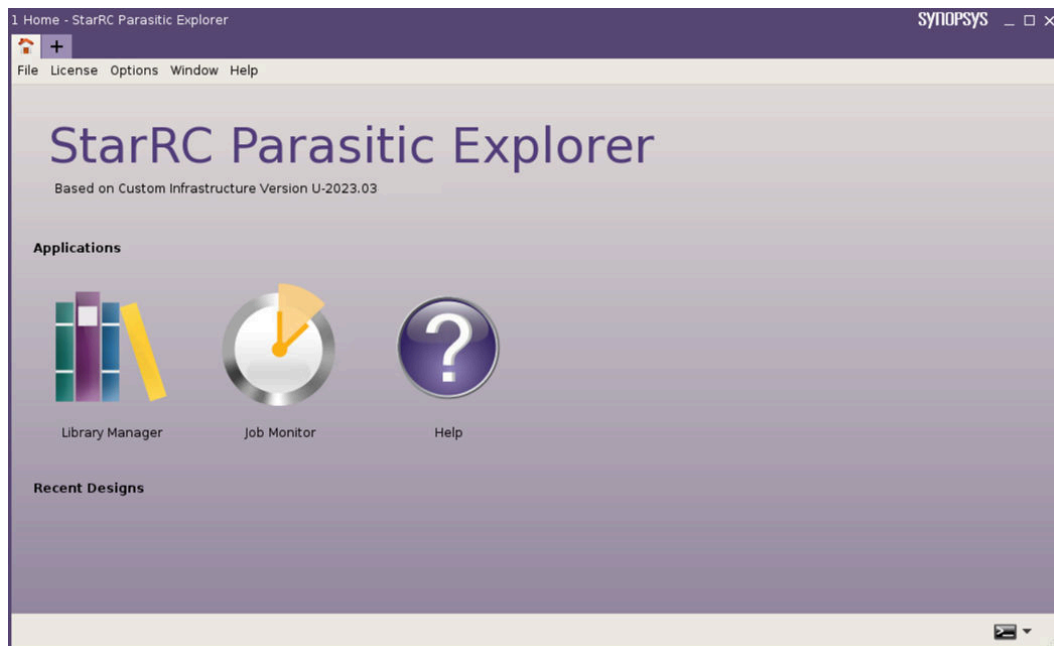 1 Home - StarRC Parasitic Explorer
SYNOPSYS
+
File License Options Window Help
StarRC Parasitic Explorer
Based on Custom Infrastructure Version U-2023.03
Applications
?
Library Manager Job Monitor Help
Recent Designs